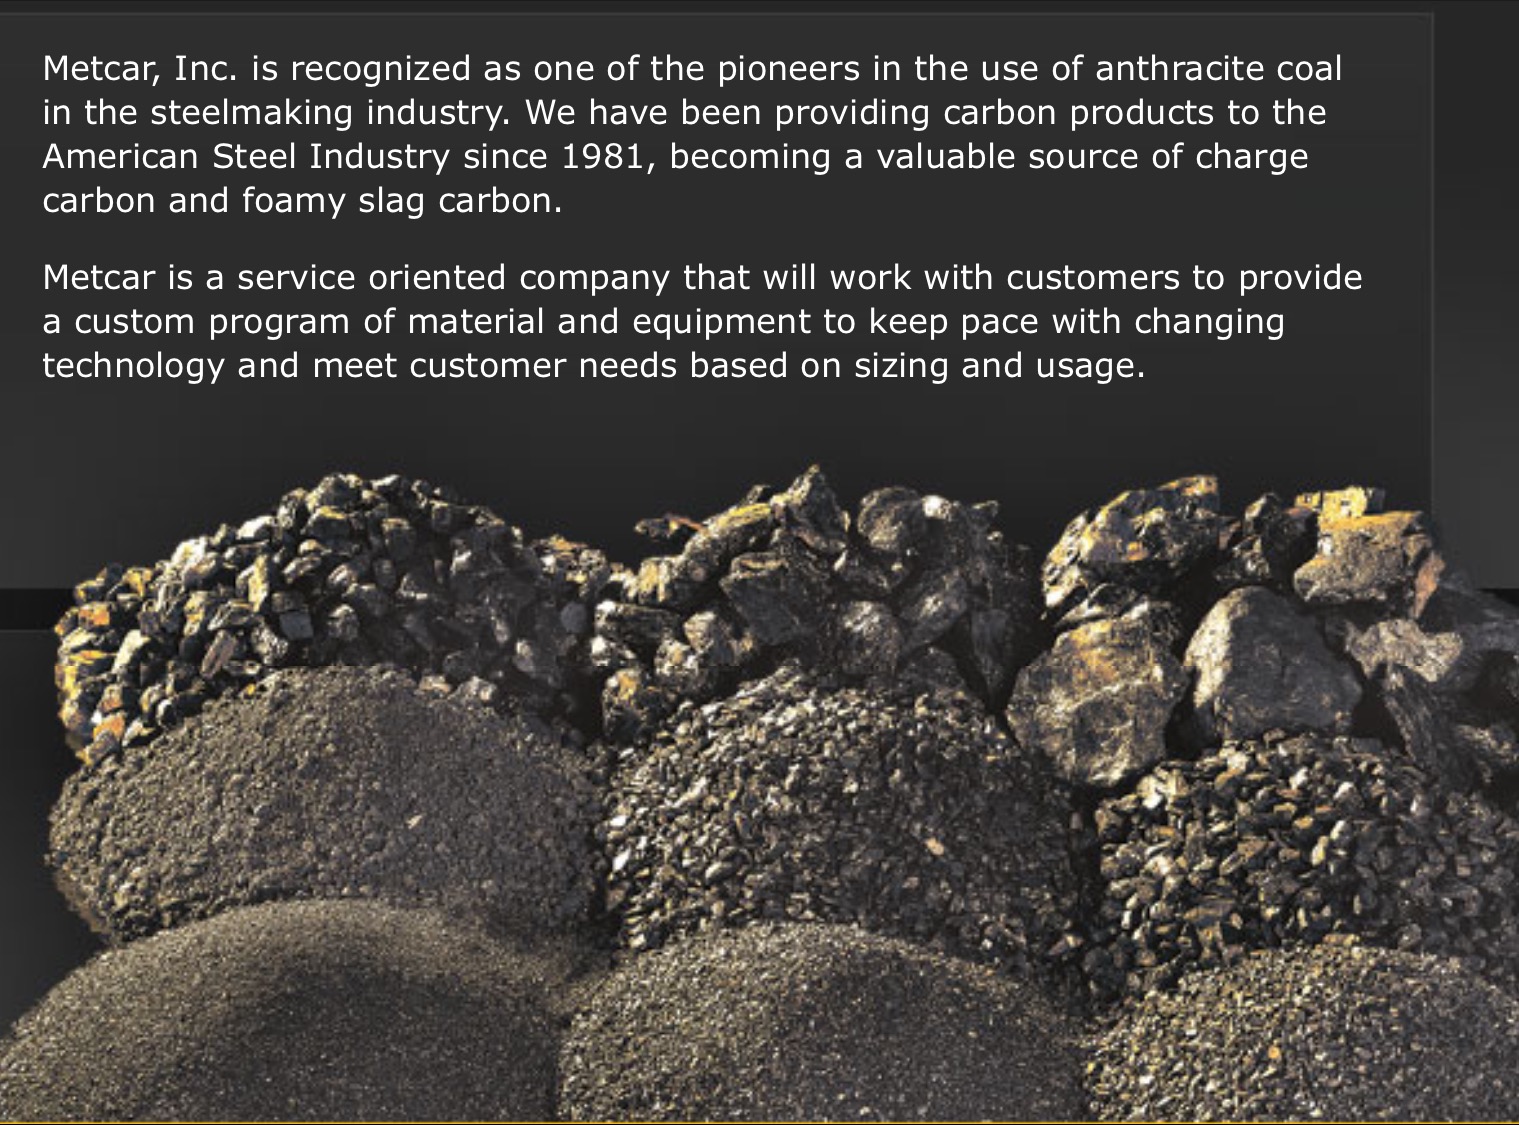 Metcar, Inc. is recognized as one of the pioneers in the use of anthracite coal
in the steelmaking industry. We have been providing carbon products to the
American Steel Industry since 1981, becoming a valuable source of charge
carbon and foamy slag carbon.
Metcar is a service oriented company that will work with customers to provide
a custom program of material and equipment to keep pace with changing
technology and meet customer needs based on sizing and usage.